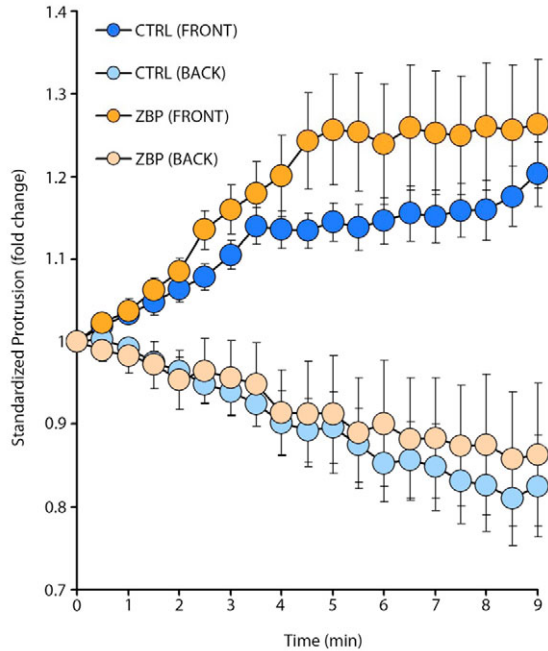 1.4
CTRL (FRONT)
CTRL (BACK)
1.3
ZBP (FRONT)
ZBP (BACK)
1.2
1.1
1
0.9
0.8
0.7
Standardized Protrusion (fold change)
0 1 2 3 4 5 6 7 8 9
Time (min)